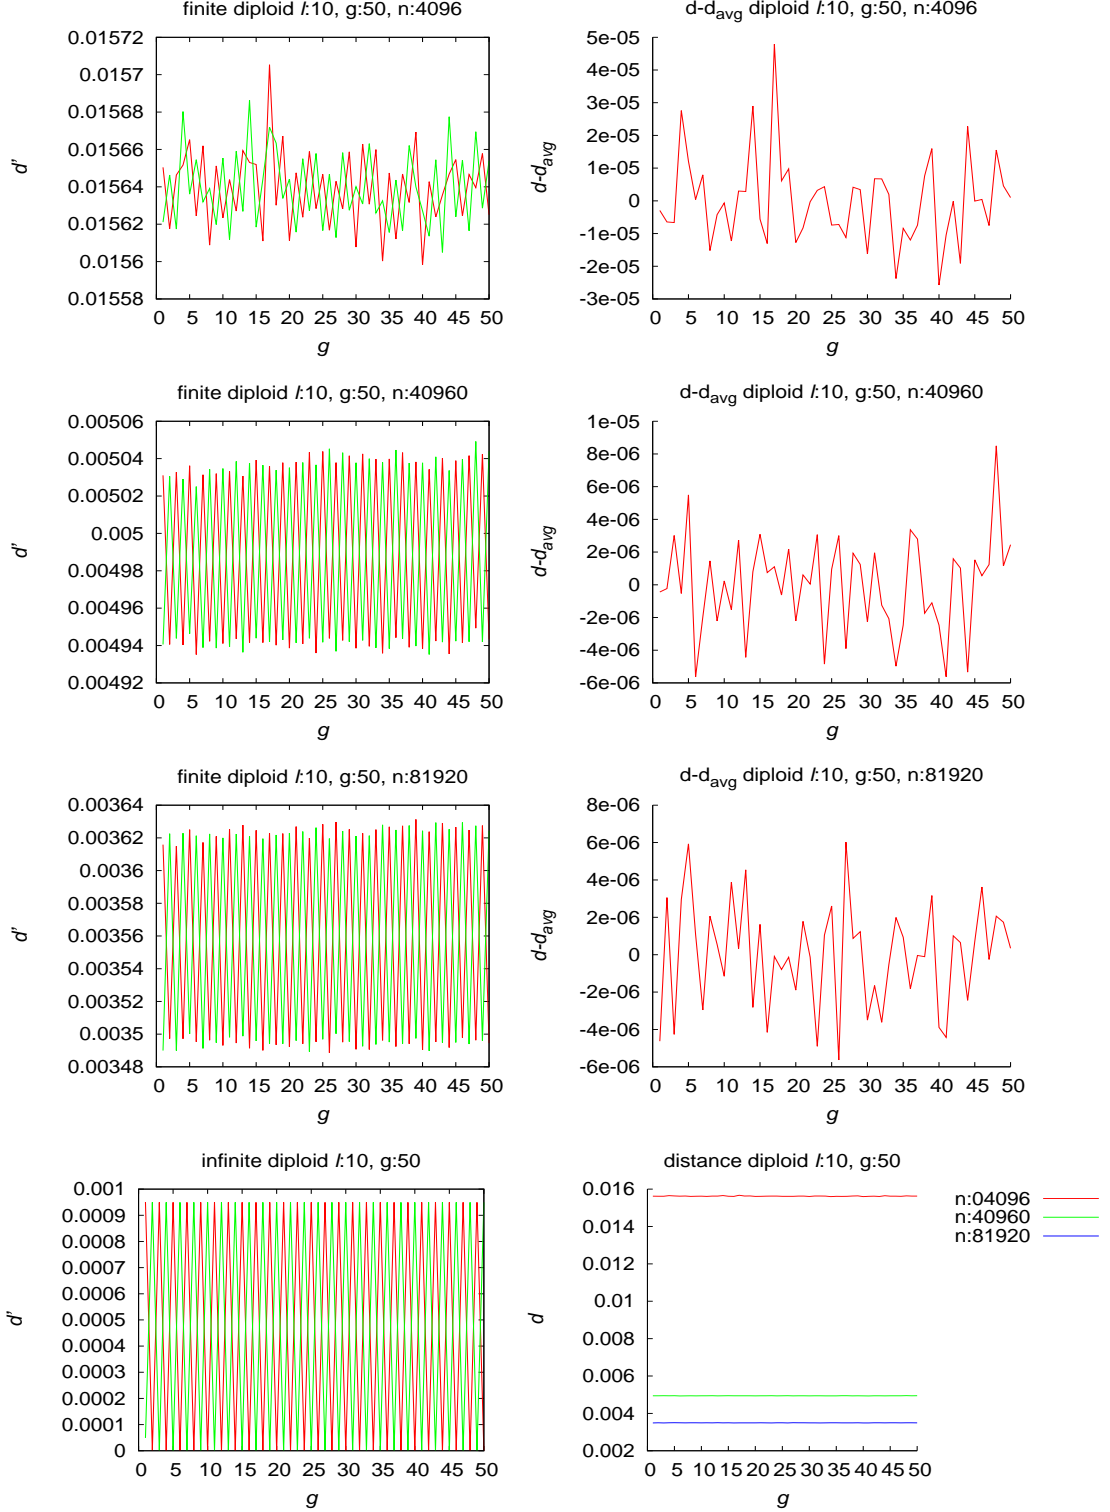 finite diploid l:10, g:50, n:4096
0.01572
0.0157
0.01568
0.01566
0.01564
0.01562
0.0156
0.01558
d'
0 5 10 15 20 25 30 35 40 45 50
g
d-d_avg diploid l:10, g:50, n:4096
5e-05
4e-05
3e-05
2e-05
1e-05
0
-1e-05
-2e-05
-3e-05
d-d_avg
0 5 10 15 20 25 30 35 40 45 50
g
finite diploid l:10, g:50, n:40960
0.00506
0.00504
0.00502
0.005
0.00498
0.00496
0.00494
0.00492
d'
0 5 10 15 20 25 30 35 40 45 50
g
d-d_avg diploid l:10, g:50, n:40960
1e-05
8e-06
6e-06
4e-06
2e-06
0
-2e-06
-4e-06
-6e-06
d-d_avg
0 5 10 15 20 25 30 35 40 45 50
g
finite diploid l:10, g:50, n:81920
0.00364
0.00362
0.0036
0.00358
0.00356
0.00354
0.00352
0.0035
0.00348
d'
0 5 10 15 20 25 30 35 40 45 50
g
d-d_avg diploid l:10, g:50, n:81920
8e-06
6e-06
4e-06
2e-06
0
-2e-06
-4e-06
-6e-06
d-d_avg
0 5 10 15 20 25 30 35 40 45 50
g
infinite diploid l:10, g:50
0.001
0.0009
0.0008
0.0007
0.0006
0.0005
0.0004
0.0003
0.0002
0.0001
0
d'
0 5 10 15 20 25 30 35 40 45 50
g
distance diploid l:10, g:50
0.016
0.014
0.012
0.01
0.008
0.006
0.004
0.002
d
0 5 10 15 20 25 30 35 40 45 50
g
n:04096
n:40960
n:81920